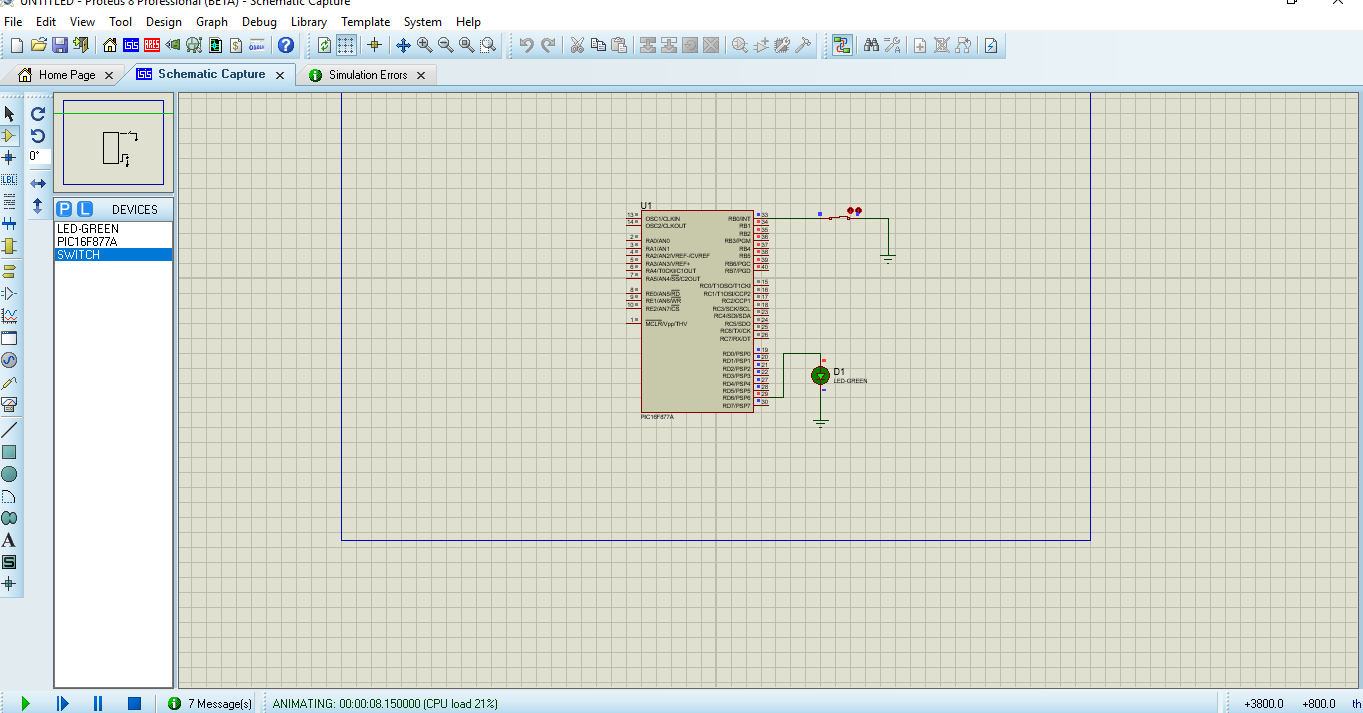 UNTITLED - Proteus 8 Professional (BETA) - Schematic Capture
File Edit View Tool Design Graph Debug Library Template System Help
Home Page Schematic Capture Simulation Errors
0°
LBL
P L DEVICES
LED-GREEN
PIC16F877A
SWITCH
A
S
U1
13 OSC1/CLKIN
14 OSC2/CLKOUT
2 RA0/AN0
3 RA1/AN1
4 RA2/AN2/VREF-/CVREF
5 RA3/AN3/VREF+
6 RA4/T0CKI/C1OUT
7 RA5/AN4/SS/C2OUT
8 RE0/AN5/RD
9 RE1/AN6/WR
10 RE2/AN7/CS
1 MCLR/Vpp/THV
RB0/INT 33
RB1 34
RB2 35
RB3/PGM 36
RB4 37
RB5 38
RB6/PGC 39
RB7/PGD 40
RC0/T1OSO/T1CKI 15
RC1/T1OSI/CCP2 16
RC2/CCP1 17
RC3/SCK/SCL 18
RC4/SDI/SDA 23
RC5/SDO 24
RC6/TX/CK 25
RC7/RX/DT 26
RD0/PSP0 19
RD1/PSP1 20
RD2/PSP2 21
RD3/PSP3 22
RD4/PSP4 27
RD5/PSP5 28
RD6/PSP6 29
RD7/PSP7 30
PIC16F877A
D1
LED-GREEN
7 Message(s) ANIMATING: 00:00:08.150000 (CPU load 21%) +3800.0 +800.0 th